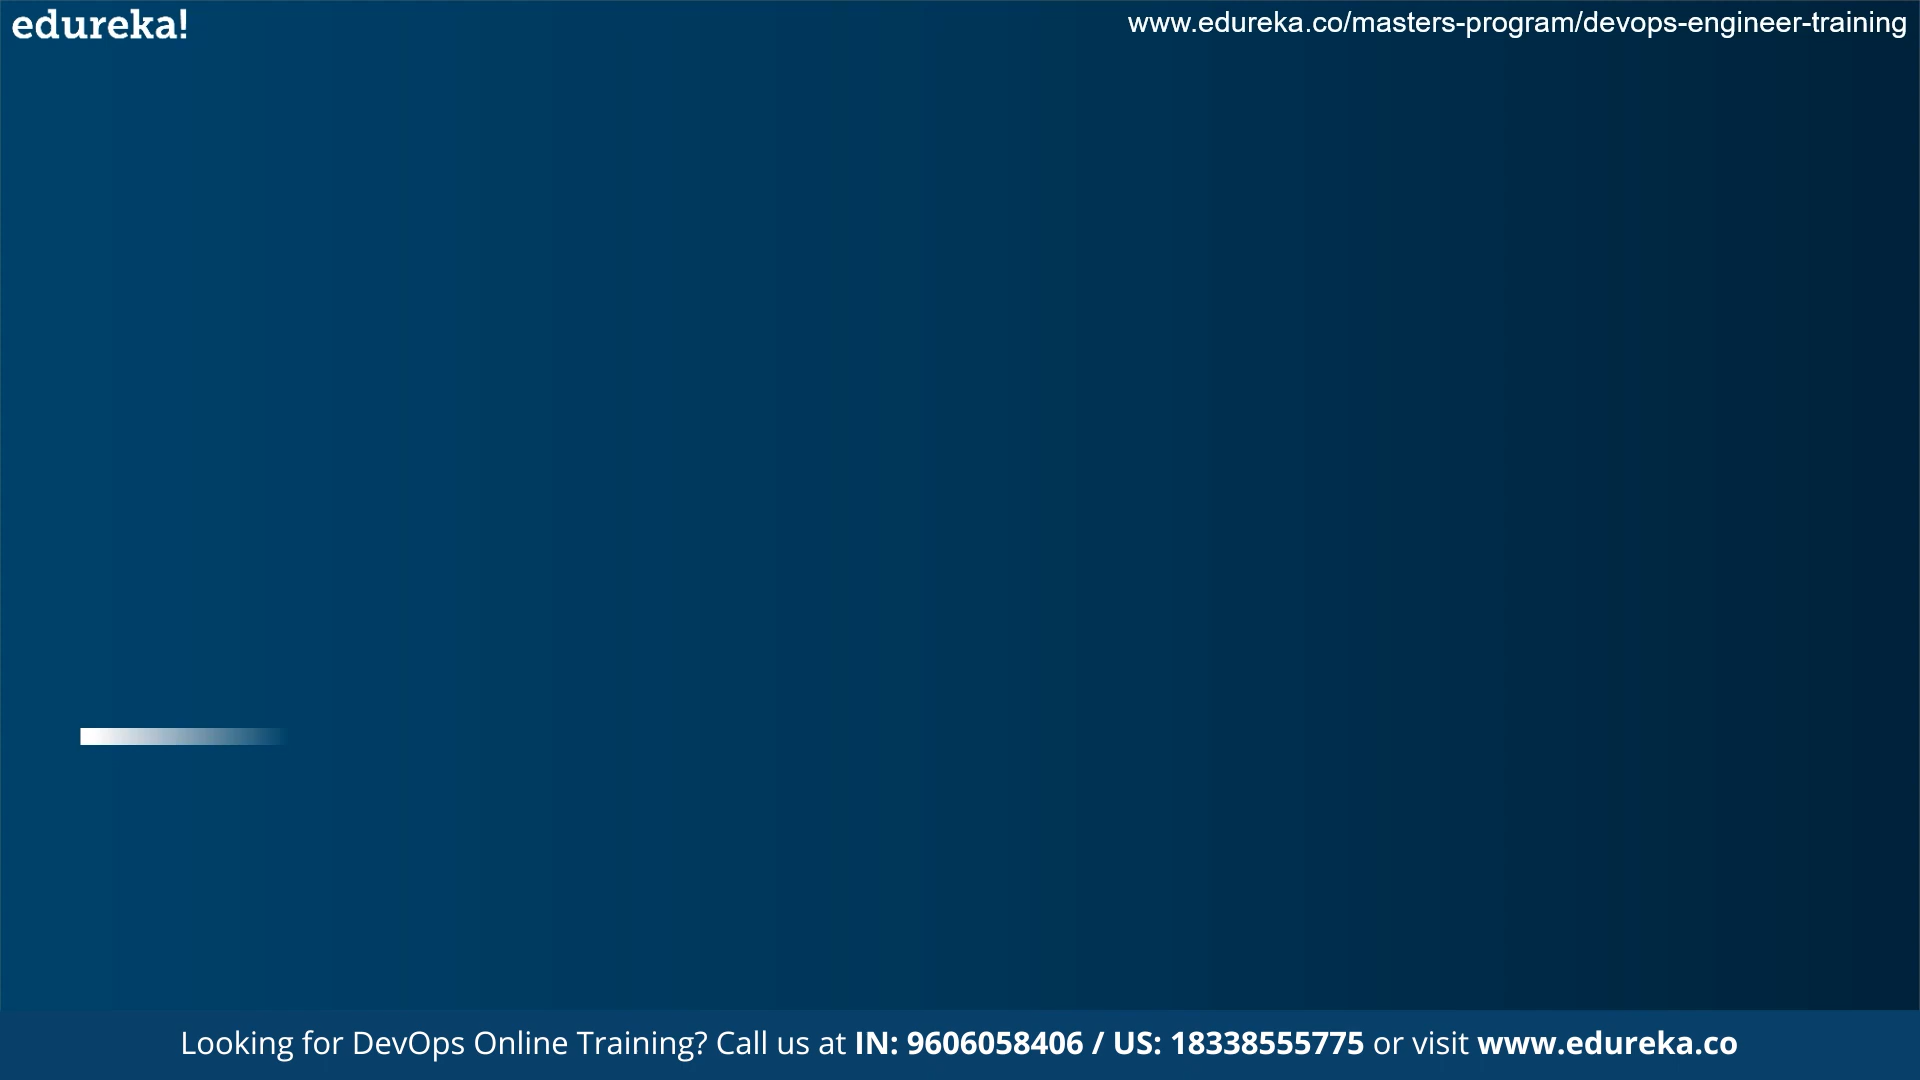 edureka!
www.edureka.co/masters-program/devops-engineer-training
Looking for DevOps Online Training? Call us at IN: 9606058406 / US: 18338555775 or visit www.edureka.co